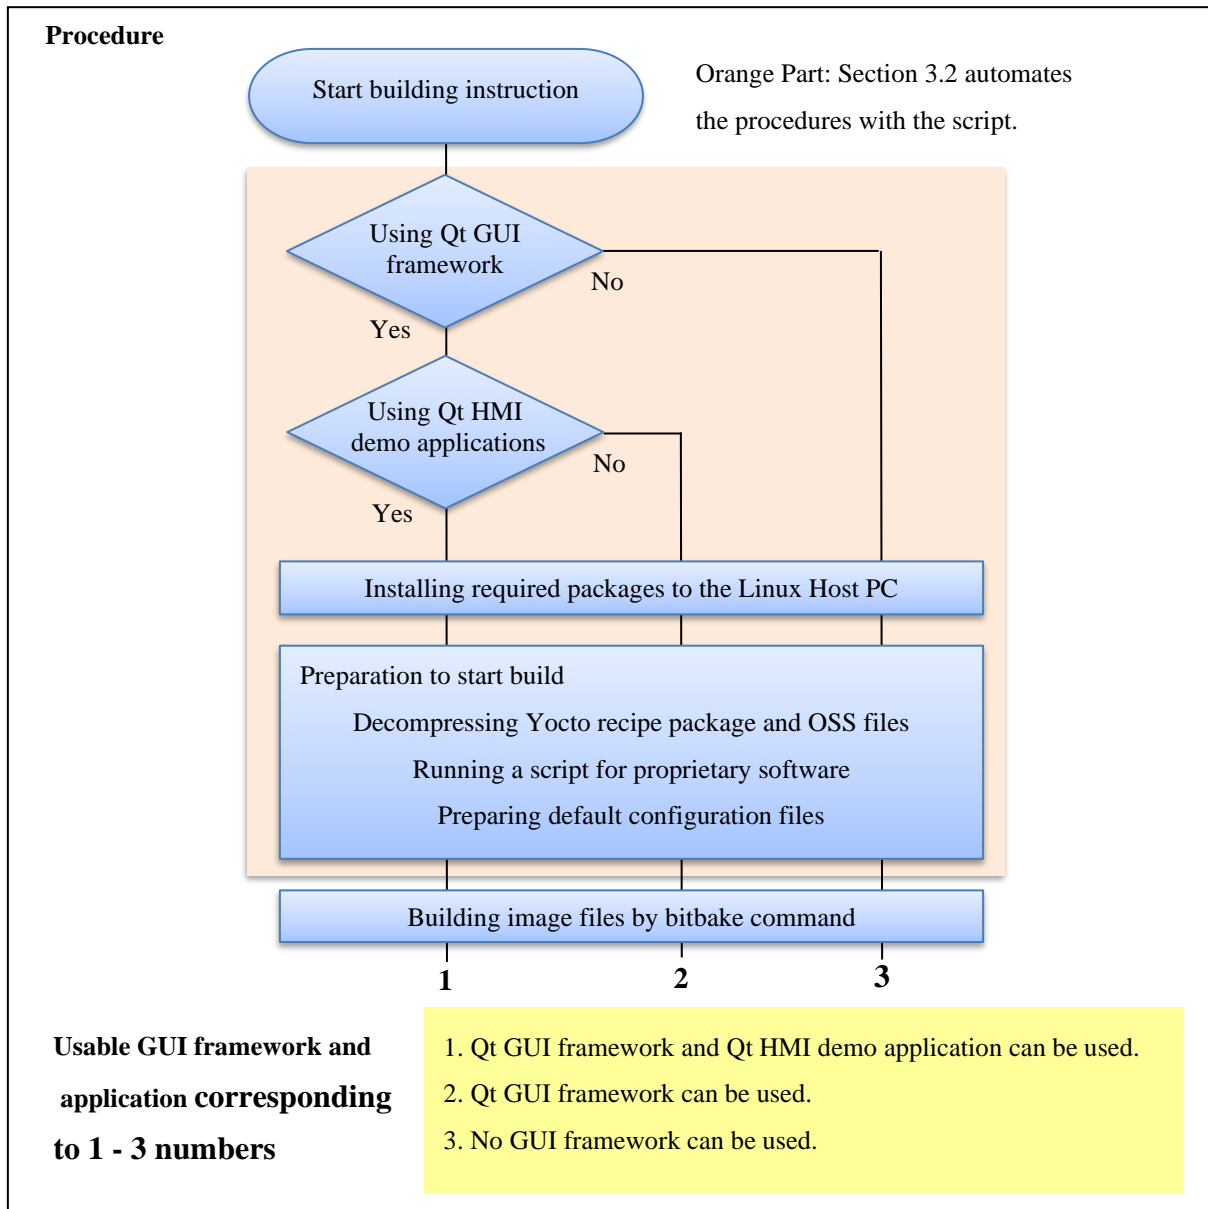 Procedure
Start building instruction
Orange Part: Section 3.2 automates
the procedures with the script.
Using Qt GUI
framework
No
Yes
Using Qt HMI
demo applications
No
Yes
Installing required packages to the Linux Host PC
Preparation to start build
Decompressing Yocto recipe package and OSS files
Running a script for proprietary software
Preparing default configuration files
Building image files by bitbake command
1
2
3
Usable GUI framework and
application corresponding
to 1 - 3 numbers
1. Qt GUI framework and Qt HMI demo application can be used.
2. Qt GUI framework can be used.
3. No GUI framework can be used.